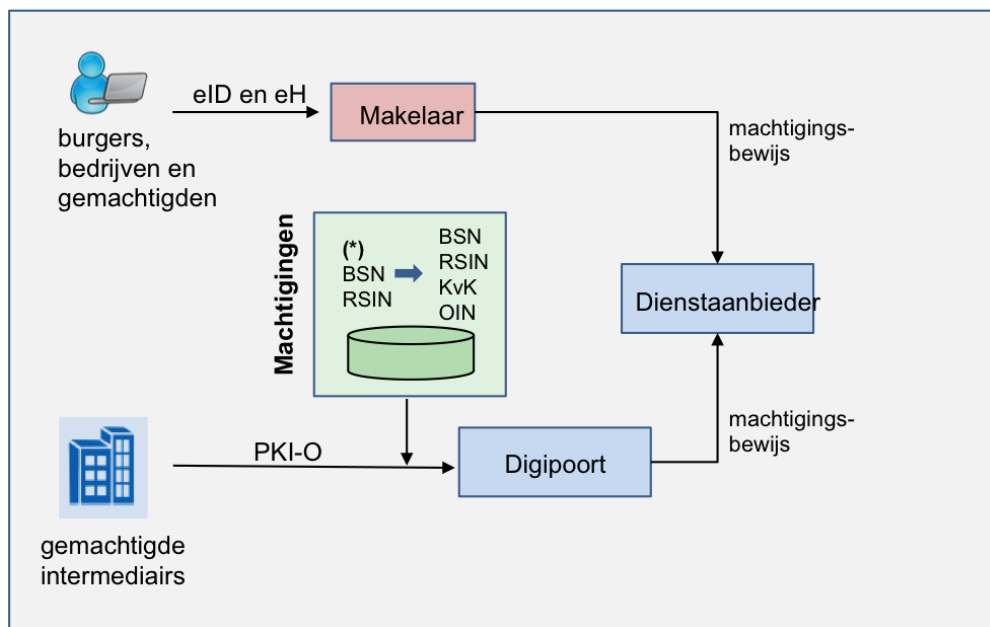 eID en eH
Makelaar
burgers,
bedrijven en
gemachtigden
machtigings-
bewijs
Machtigingen
(*)
BSN
RSIN
BSN
RSIN
KvK
OIN
Dienstaanbieder
machtigings-
bewijs
PKI-O
Digipoort
gemachtigde
intermediairs